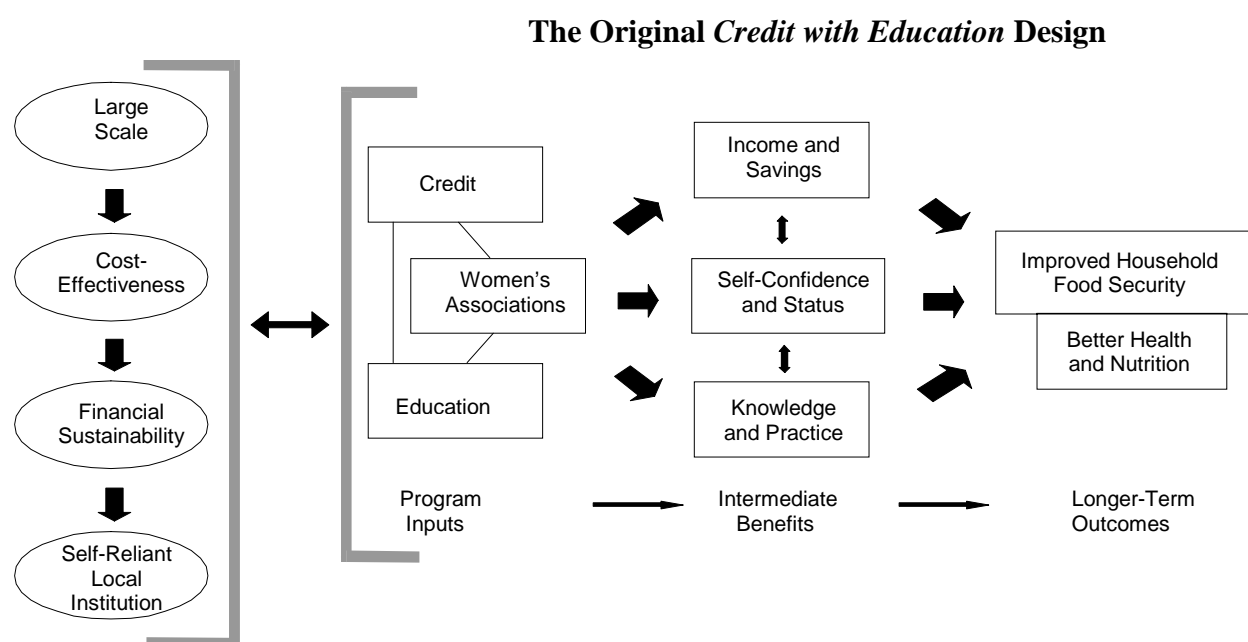 The Original Credit with Education Design
Large
Scale
Cost-
Effectiveness
Financial
Sustainability
Self-Reliant
Local
Institution
Credit
Women's
Associations
Education
Program
Inputs
Income and
Savings
Self-Confidence
and Status
Knowledge
and Practice
Intermediate
Benefits
Improved Household
Food Security
Better Health
and Nutrition
Longer-Term
Outcomes